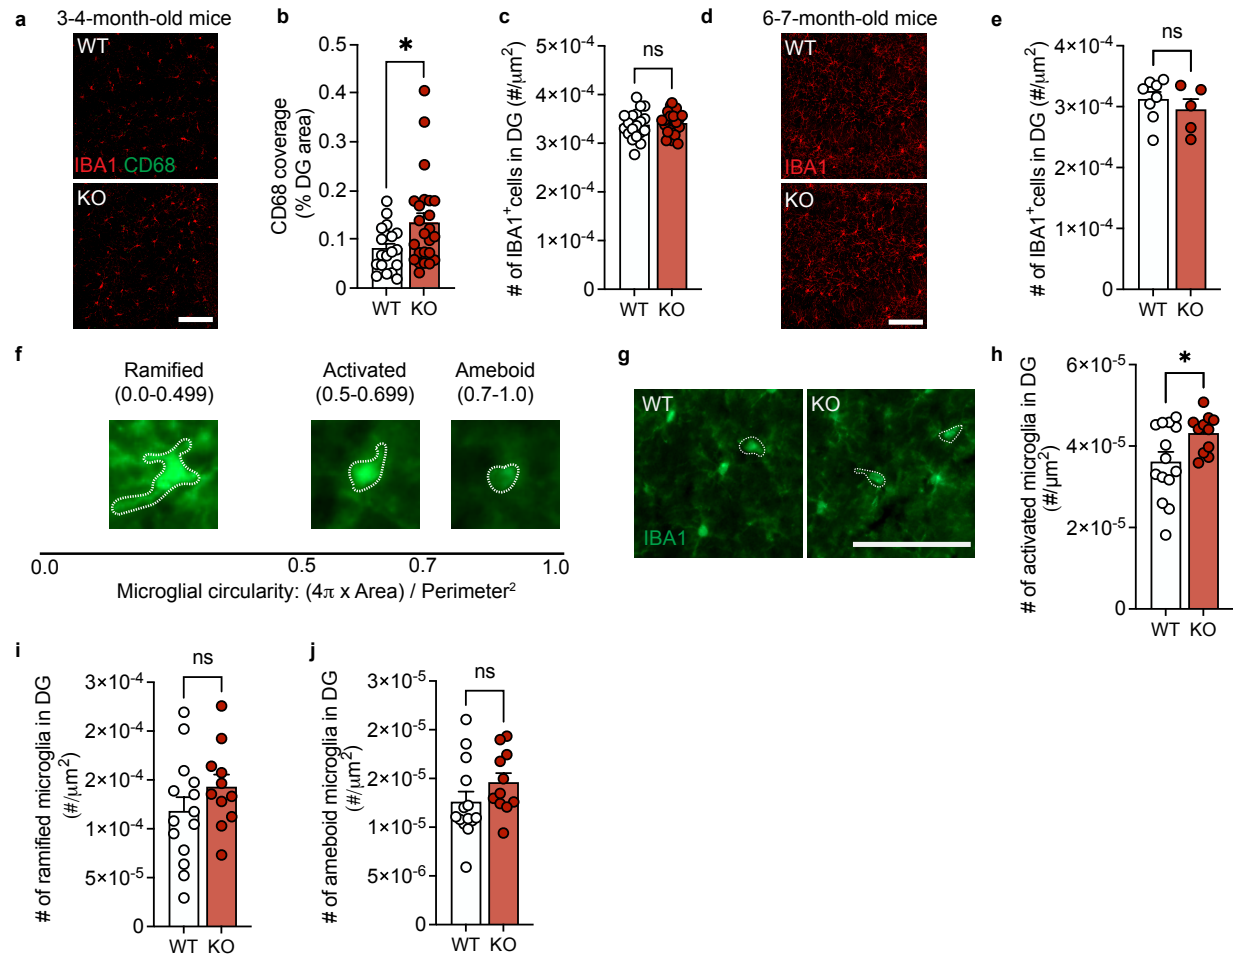 a
3-4-month-old mice
WT
IBA1 CD68
KO
b
CD68 coverage
(% DG area)
0.5
0.4
0.3
0.2
0.1
0
*
WT KO
c
# of IBA1⁺cells in DG (#/μm²)
5×10⁻⁴
4×10⁻⁴
3×10⁻⁴
2×10⁻⁴
1×10⁻⁴
0
ns
WT KO
d
6-7-month-old mice
WT
IBA1
KO
e
# of IBA1⁺cells in DG (#/μm²)
4×10⁻⁴
3×10⁻⁴
2×10⁻⁴
1×10⁻⁴
0
ns
WT KO
f
Ramified
(0.0-0.499)
Activated
(0.5-0.699)
Ameboid
(0.7-1.0)
0.0
0.5
0.7
1.0
Microglial circularity: (4π x Area) / Perimeter²
g
WT
IBA1
KO
h
# of activated microglia in DG
(#/μm²)
6×10⁻⁵
4×10⁻⁵
2×10⁻⁵
0
*
WT KO
i
# of ramified microglia in DG
(#/μm²)
3×10⁻⁴
2×10⁻⁴
2×10⁻⁴
1×10⁻⁴
5×10⁻⁵
0
ns
WT KO
j
# of ameboid microglia in DG
(#/μm²)
3×10⁻⁵
2×10⁻⁵
2×10⁻⁵
1×10⁻⁵
5×10⁻⁶
0
ns
WT KO